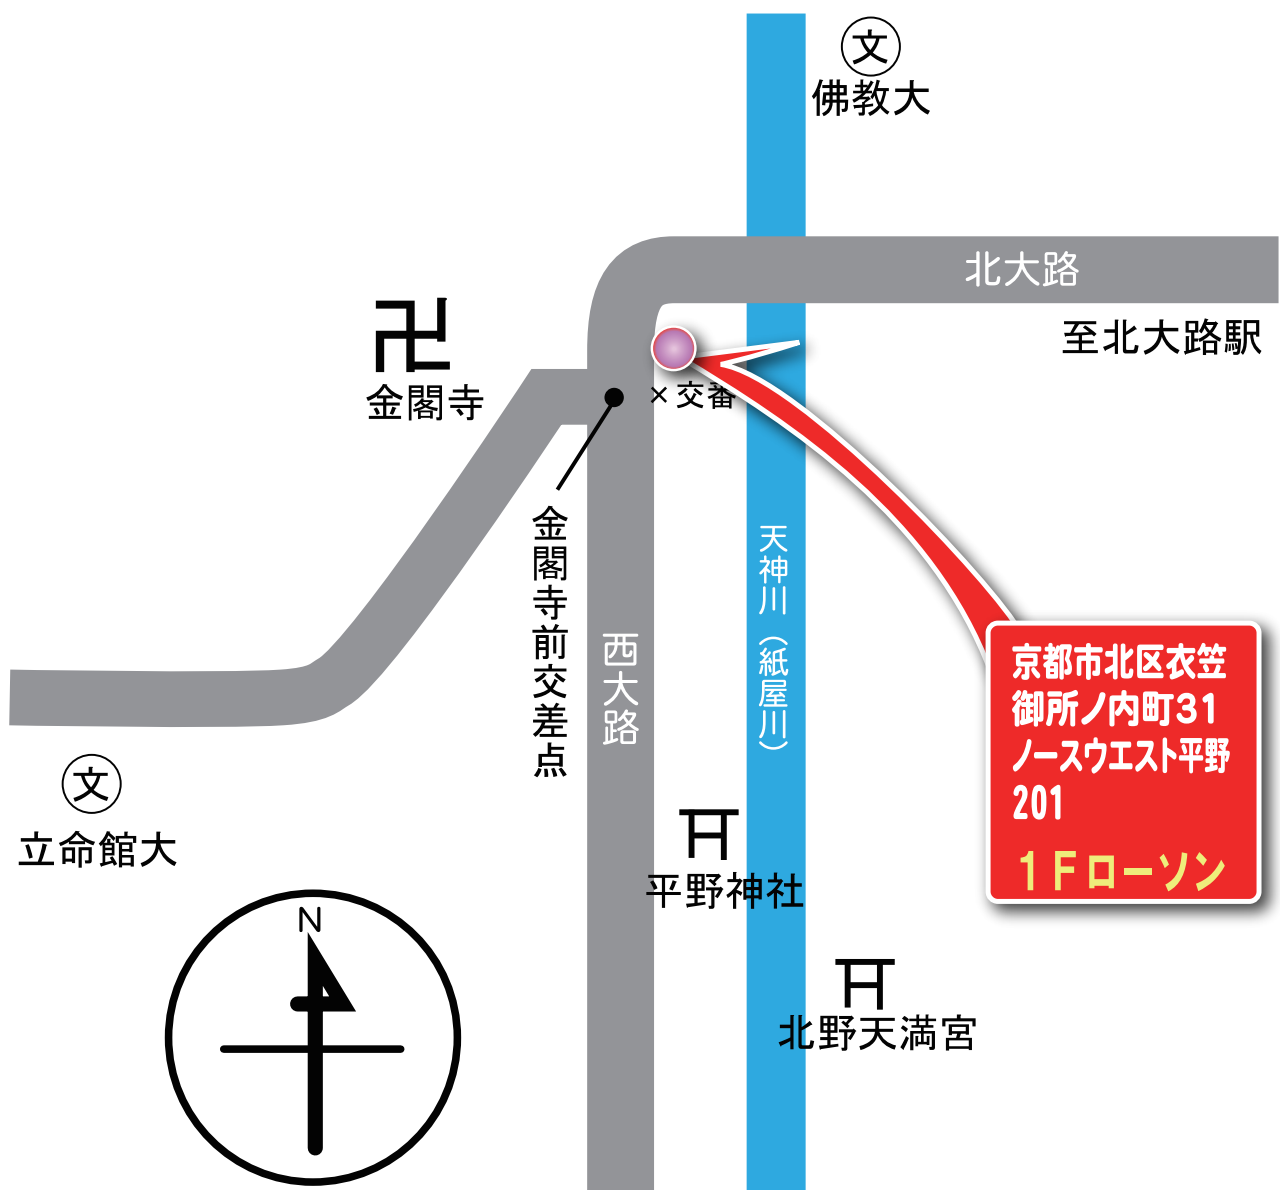 文
佛教大
北大路
至北大路駅
卍
金閣寺
×交番
金閣寺前交差点
西大路
天神川（紙屋川）
京都市北区衣笠
御所ノ内町31
ノースウエスト平野
201
1Fローソン
文
立命館大
平野神社
北野天満宮
N